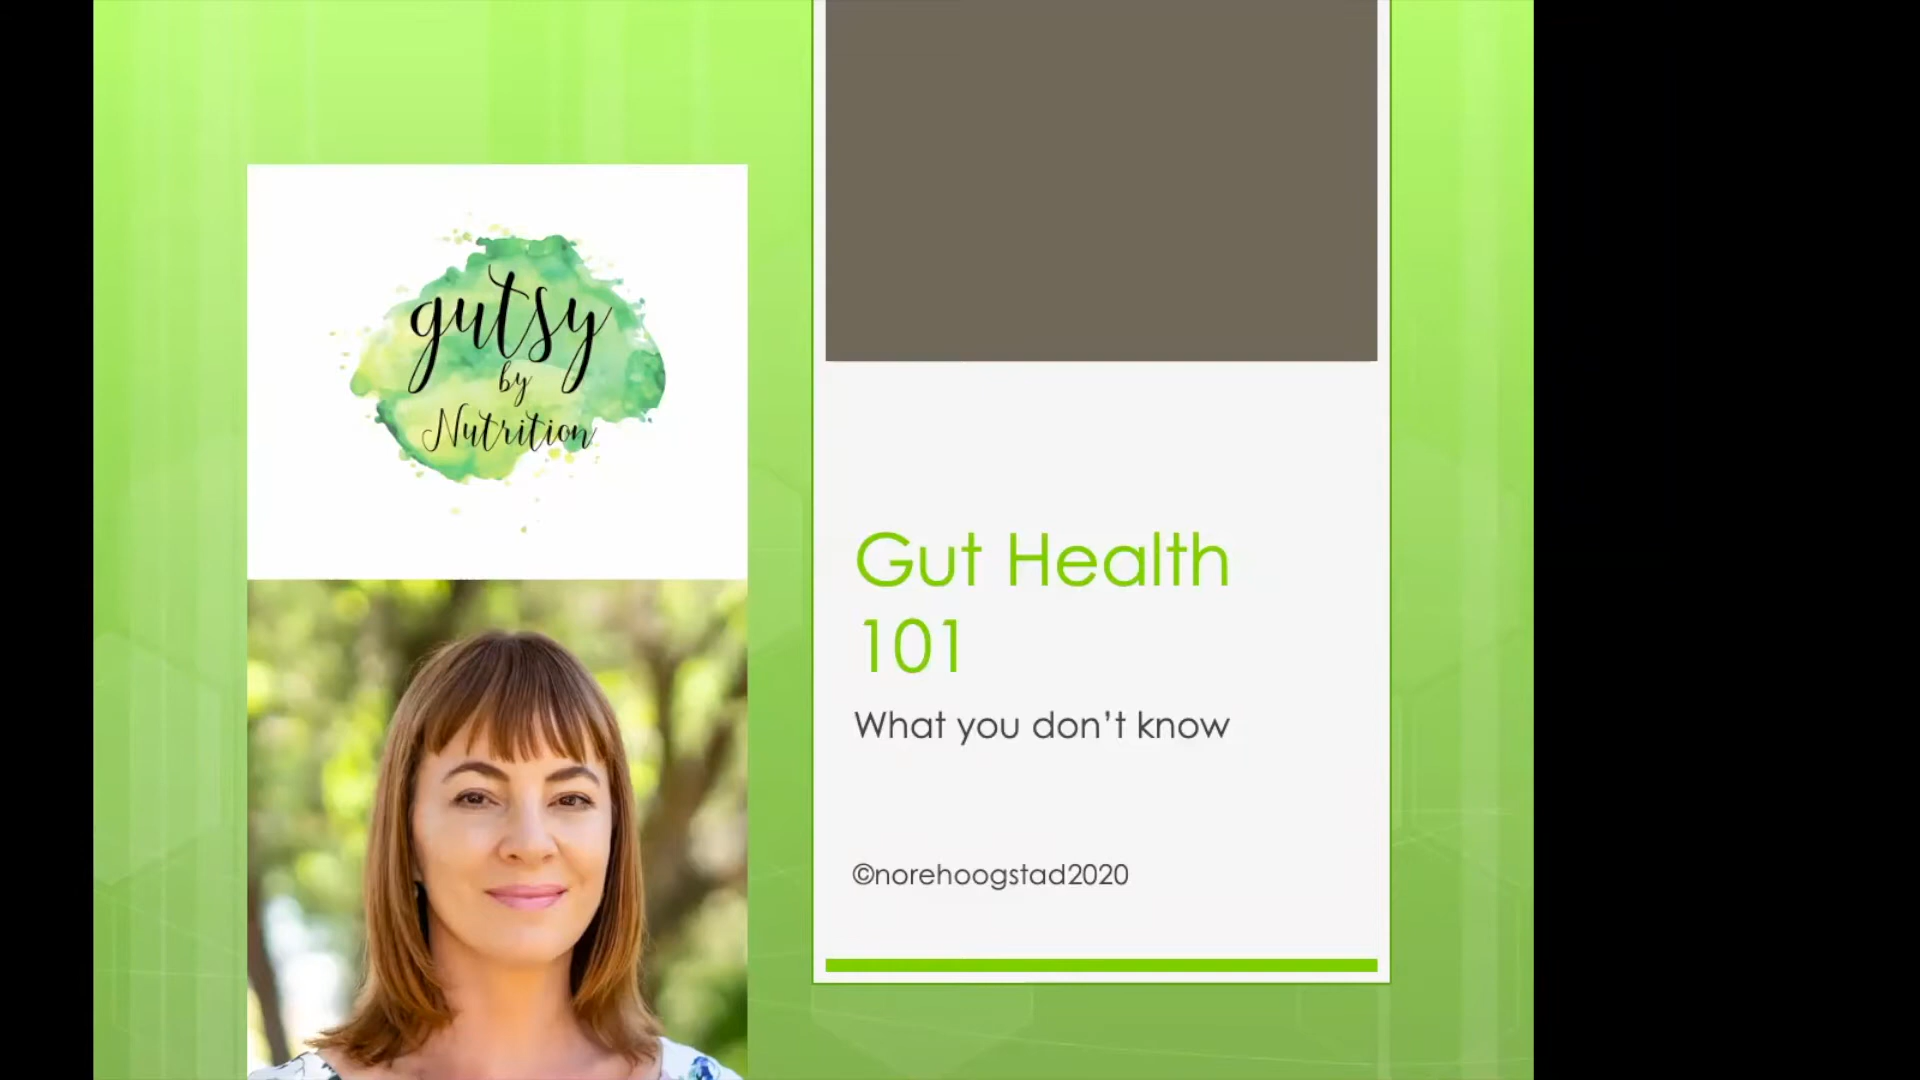 gutsy
by
Nutrition
Gut Health
101
What you don’t know
©norehoogstad2020